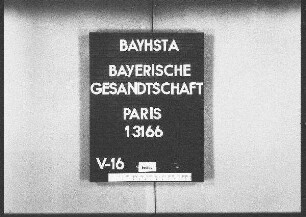 BAYHSTA
BAYERISCHE
GESANDTSCHAFT
PARIS
13166
V-16